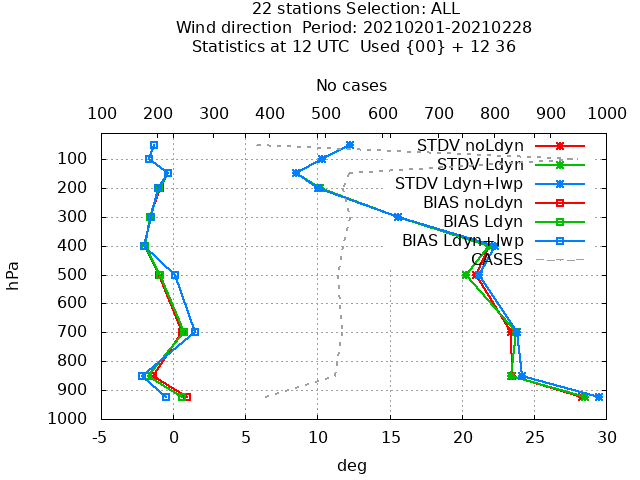 22 stations Selection: ALL
Wind direction  Period: 20210201-20210228
Statistics at 12 UTC  Used {00} + 12 36
No cases
100 200 300 400 500 600 700 800 900 1000
STDV noLdyn
STDV Ldyn
STDV Ldyn+lwp
BIAS noLdyn
BIAS Ldyn
BIAS Ldyn+lwp
CASES
hPa
100
200
300
400
500
600
700
800
900
1000
-5 0 5 10 15 20 25 30
deg